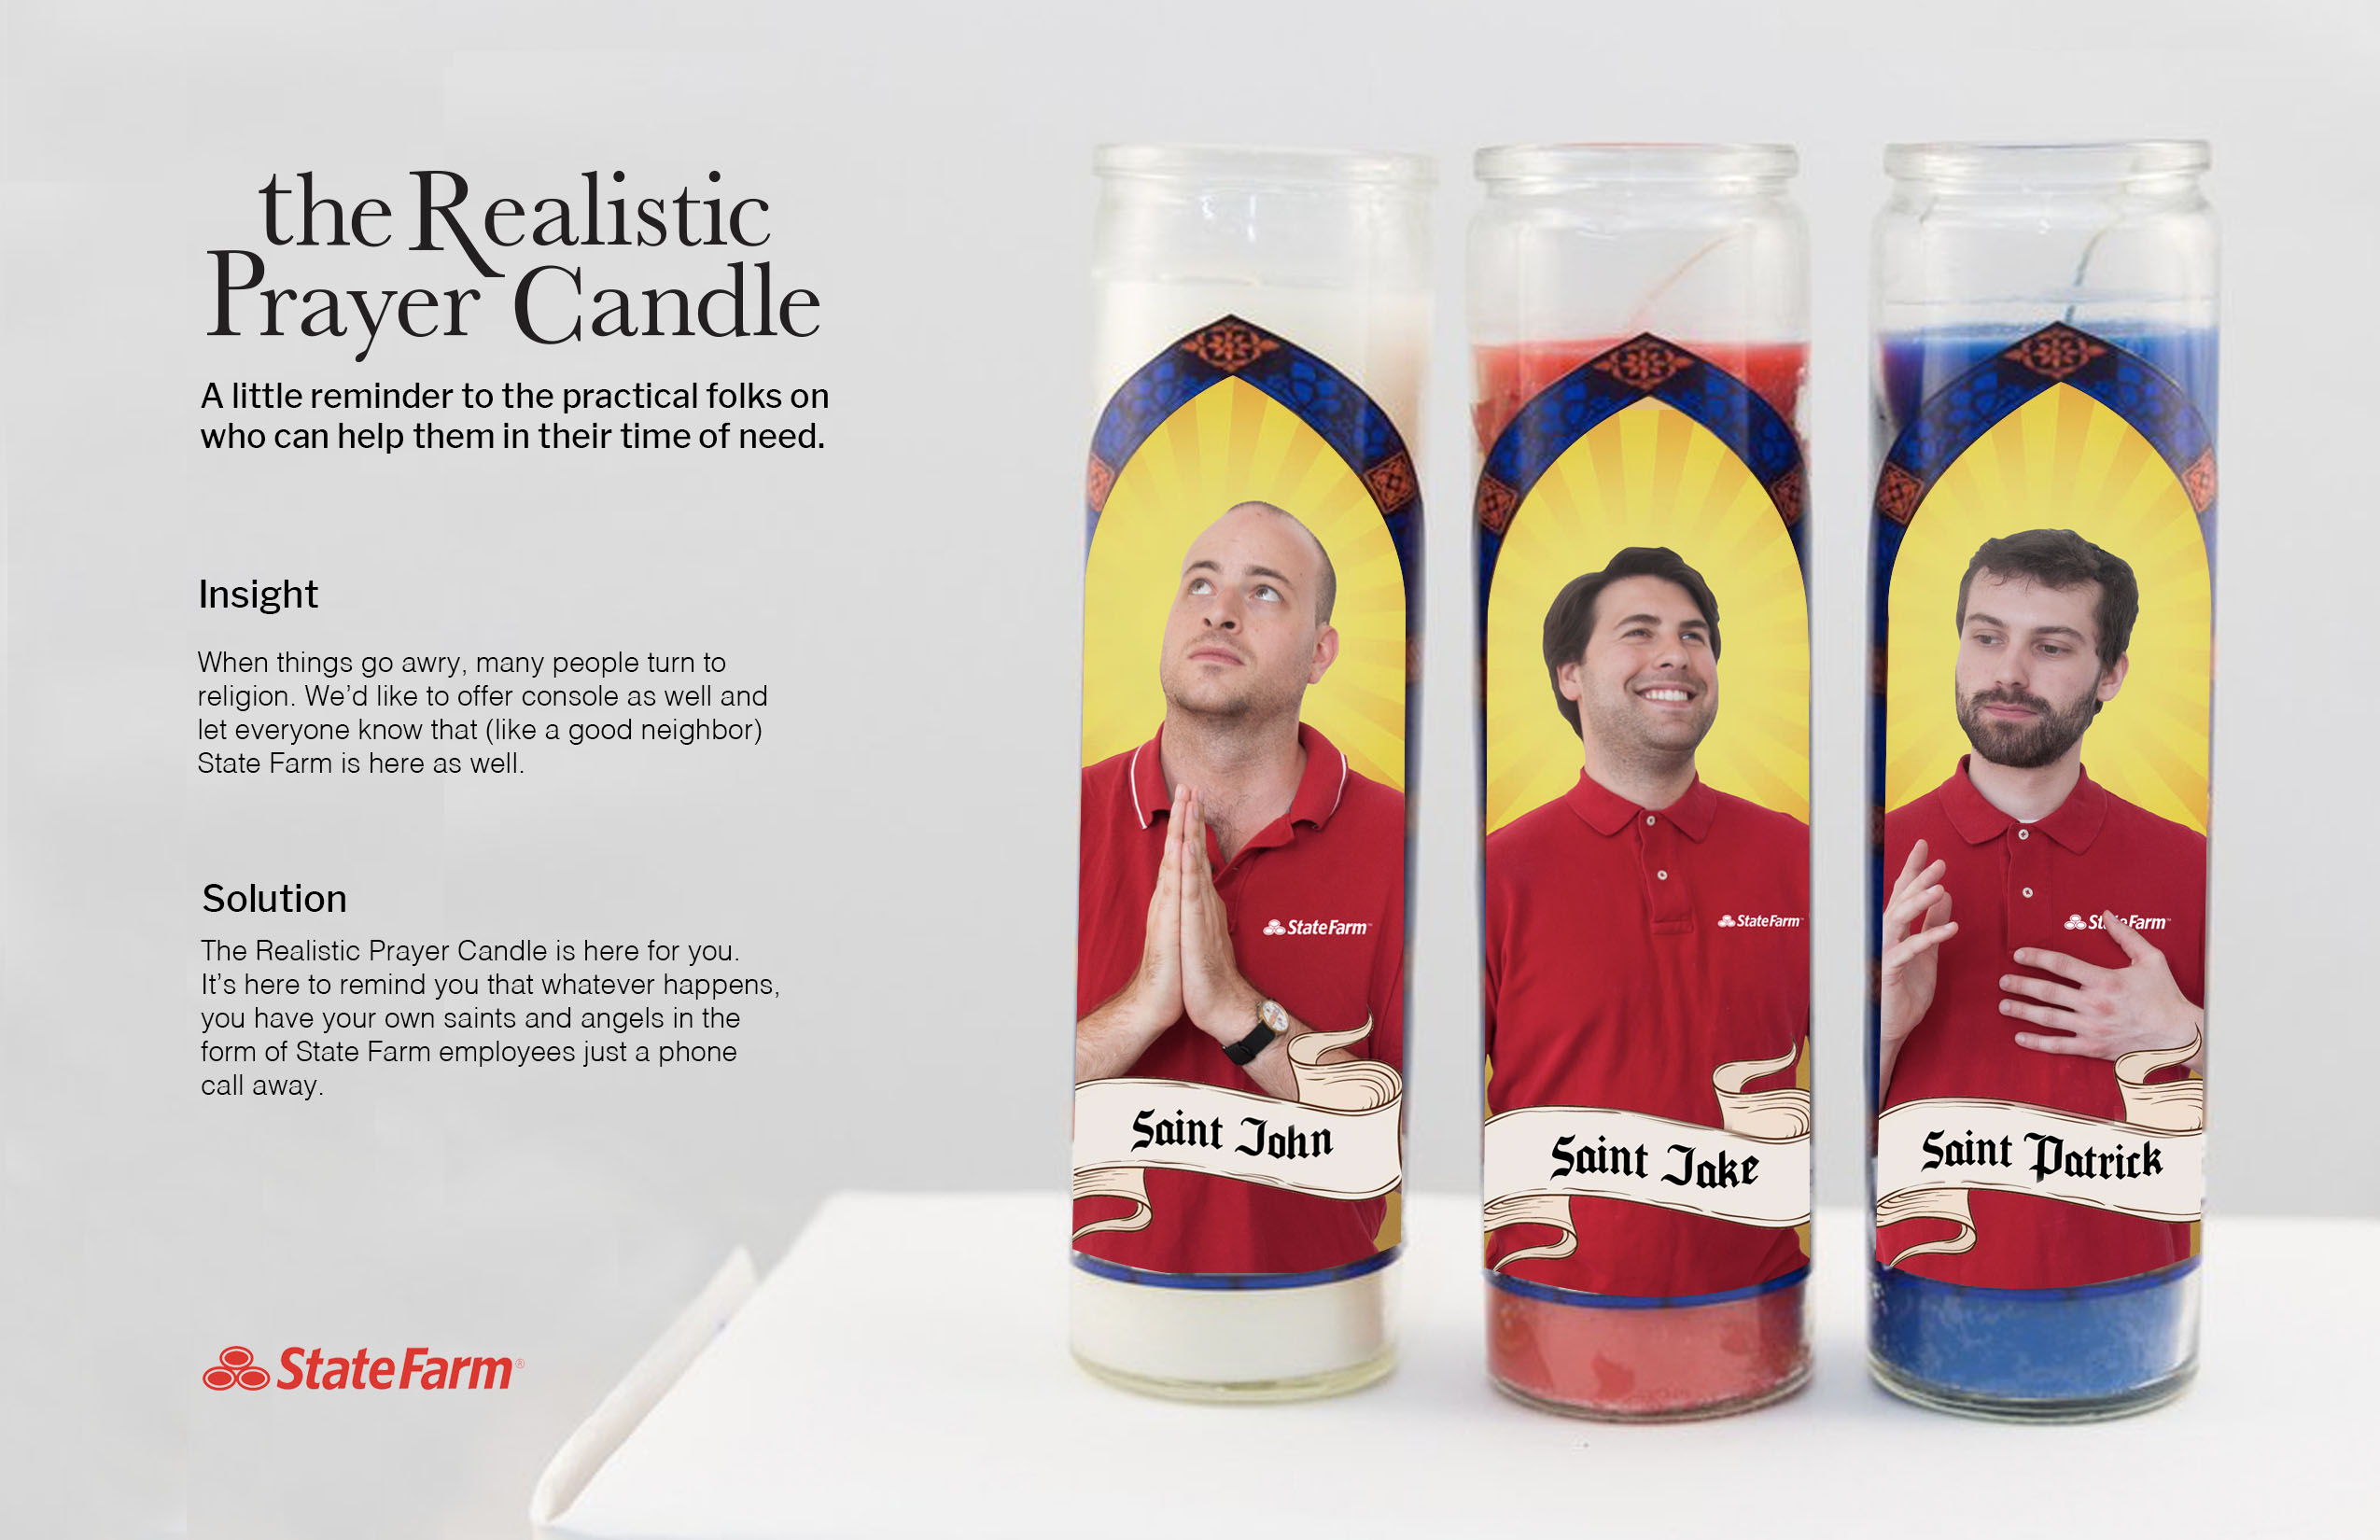 the Realistic
Prayer Candle
A little reminder to the practical folks on
who can help them in their time of need.
Insight
When things go awry, many people turn to
religion. We’d like to offer console as well and
let everyone know that (like a good neighbor)
State Farm is here as well.
Solution
The Realistic Prayer Candle is here for you.
It’s here to remind you that whatever happens,
you have your own saints and angels in the
form of State Farm employees just a phone
call away.
State Farm®
State Farm™
Saint John
State Farm™
Saint Jake
State Farm™
Saint Patrick